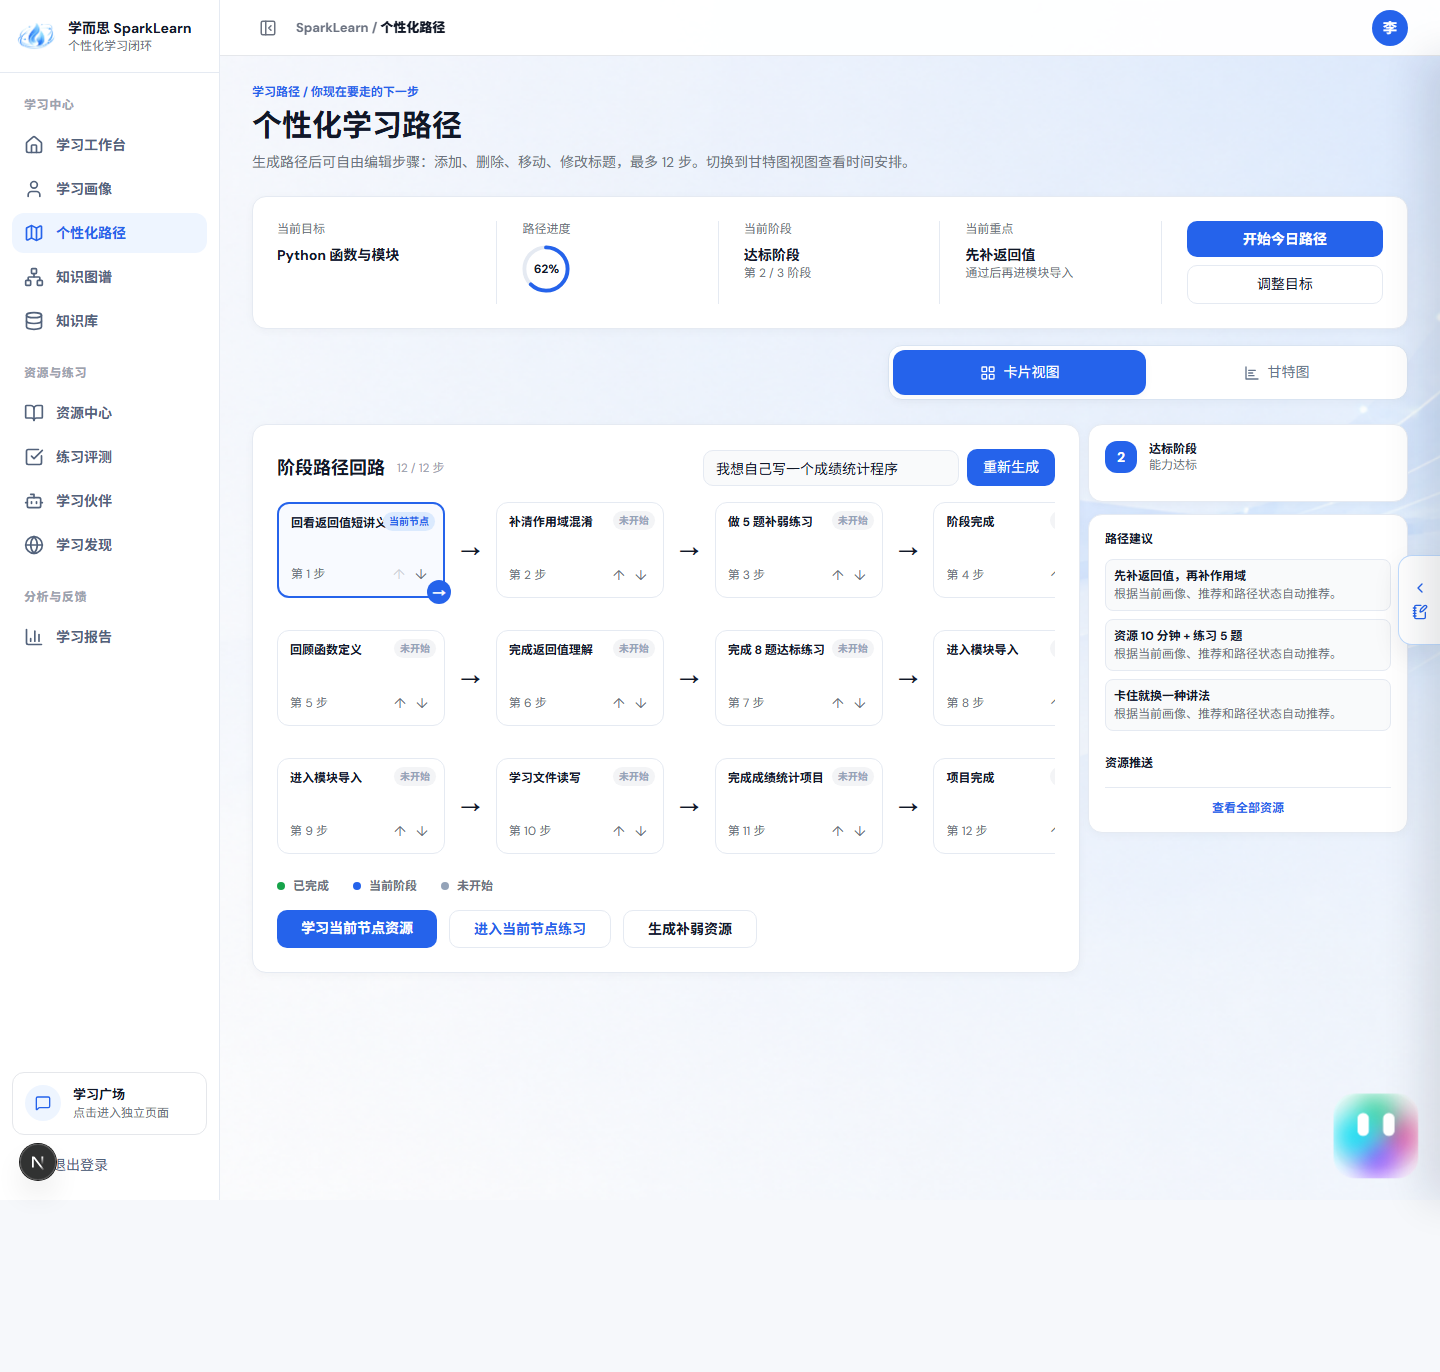 学而思 SparkLearn
个性化学习闭环
学习中心
学习工作台
学习画像
个性化路径
知识图谱
知识库
资源与练习
资源中心
练习评测
学习伙伴
学习发现
分析与反馈
学习报告
学习广场
点击进入独立页面
N
退出登录
SparkLearn / 个性化路径
李
学习路径 / 你现在要走的下一步
个性化学习路径
生成路径后可自由编辑步骤：添加、删除、移动、修改标题，最多 12 步。切换到甘特图视图查看时间安排。
当前目标
Python 函数与模块
路径进度
62%
当前阶段
达标阶段
第 2 / 3 阶段
当前重点
先补返回值
通过后再进模块导入
开始今日路径
调整目标
卡片视图
甘特图
阶段路径回路 12 / 12 步
我想自己写一个成绩统计程序
重新生成
回看返回值短讲义 当前节点
第 1 步
补清作用域混淆 未开始
第 2 步
做 5 题补弱练习 未开始
第 3 步
阶段完成
第 4 步
回顾函数定义 未开始
第 5 步
完成返回值理解 未开始
第 6 步
完成 8 题达标练习 未开始
第 7 步
进入模块导入
第 8 步
进入模块导入 未开始
第 9 步
学习文件读写 未开始
第 10 步
完成成绩统计项目 未开始
第 11 步
项目完成
第 12 步
已完成 当前阶段 未开始
学习当前节点资源
进入当前节点练习
生成补弱资源
2
达标阶段
能力达标
路径建议
先补返回值，再补作用域
根据当前画像、推荐和路径状态自动推荐。
资源 10 分钟 + 练习 5 题
根据当前画像、推荐和路径状态自动推荐。
卡住就换一种讲法
根据当前画像、推荐和路径状态自动推荐。
资源推送
查看全部资源